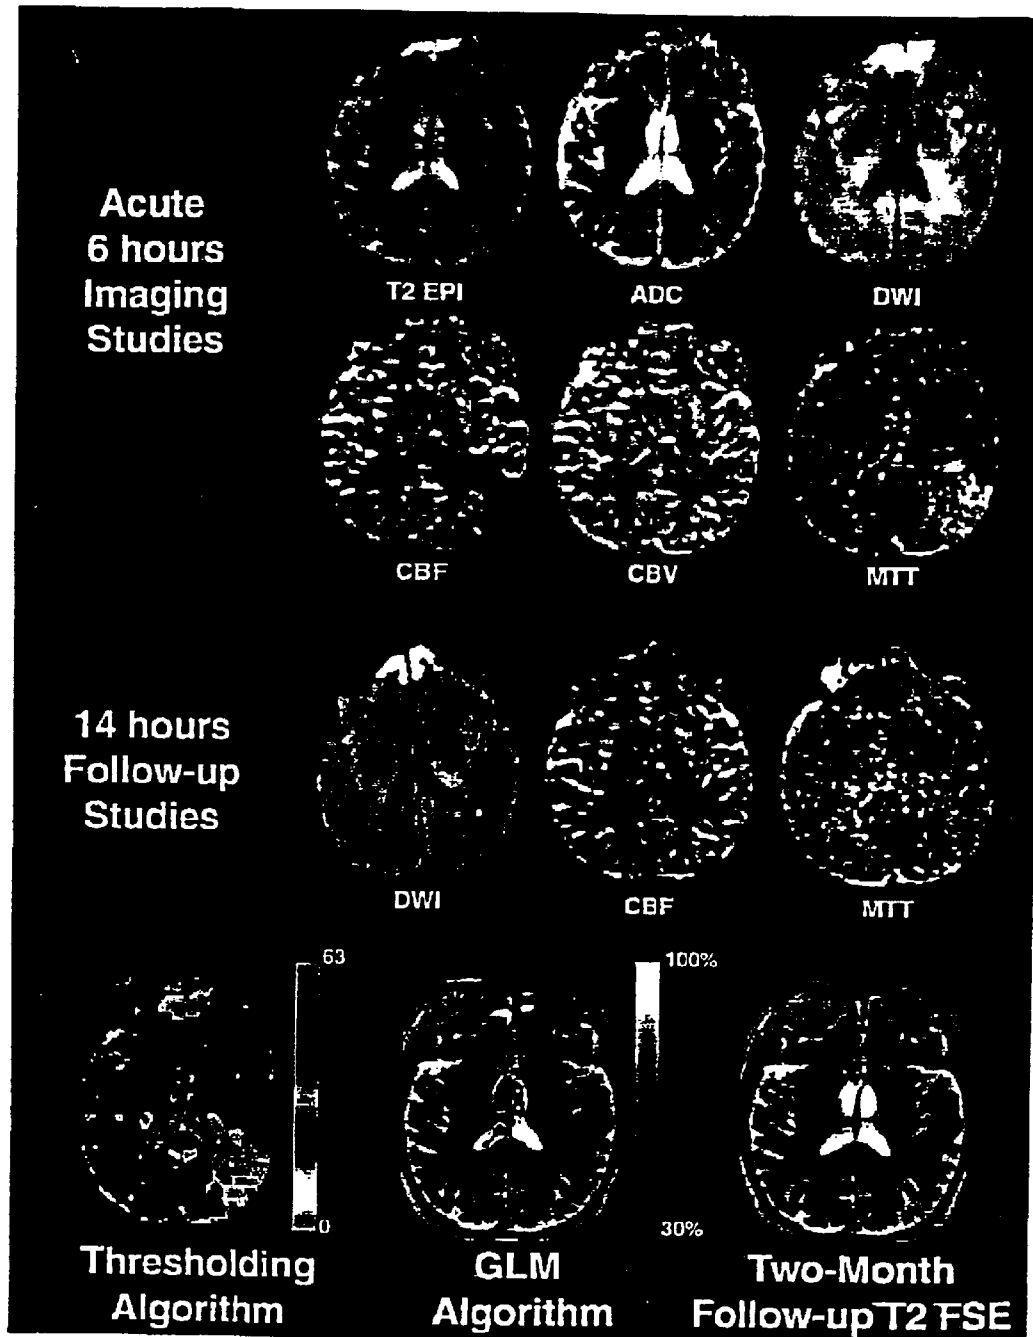 Acute
6 hours
Imaging
Studies
T2 EPI
ADC
DWI
CBF
CBV
MTT
14 hours
Follow-up
Studies
DWI
CBF
MTT
63
0
100%
30%
Thresholding
Algorithm
GLM
Algorithm
Two-Month
Follow-up T2 FSE